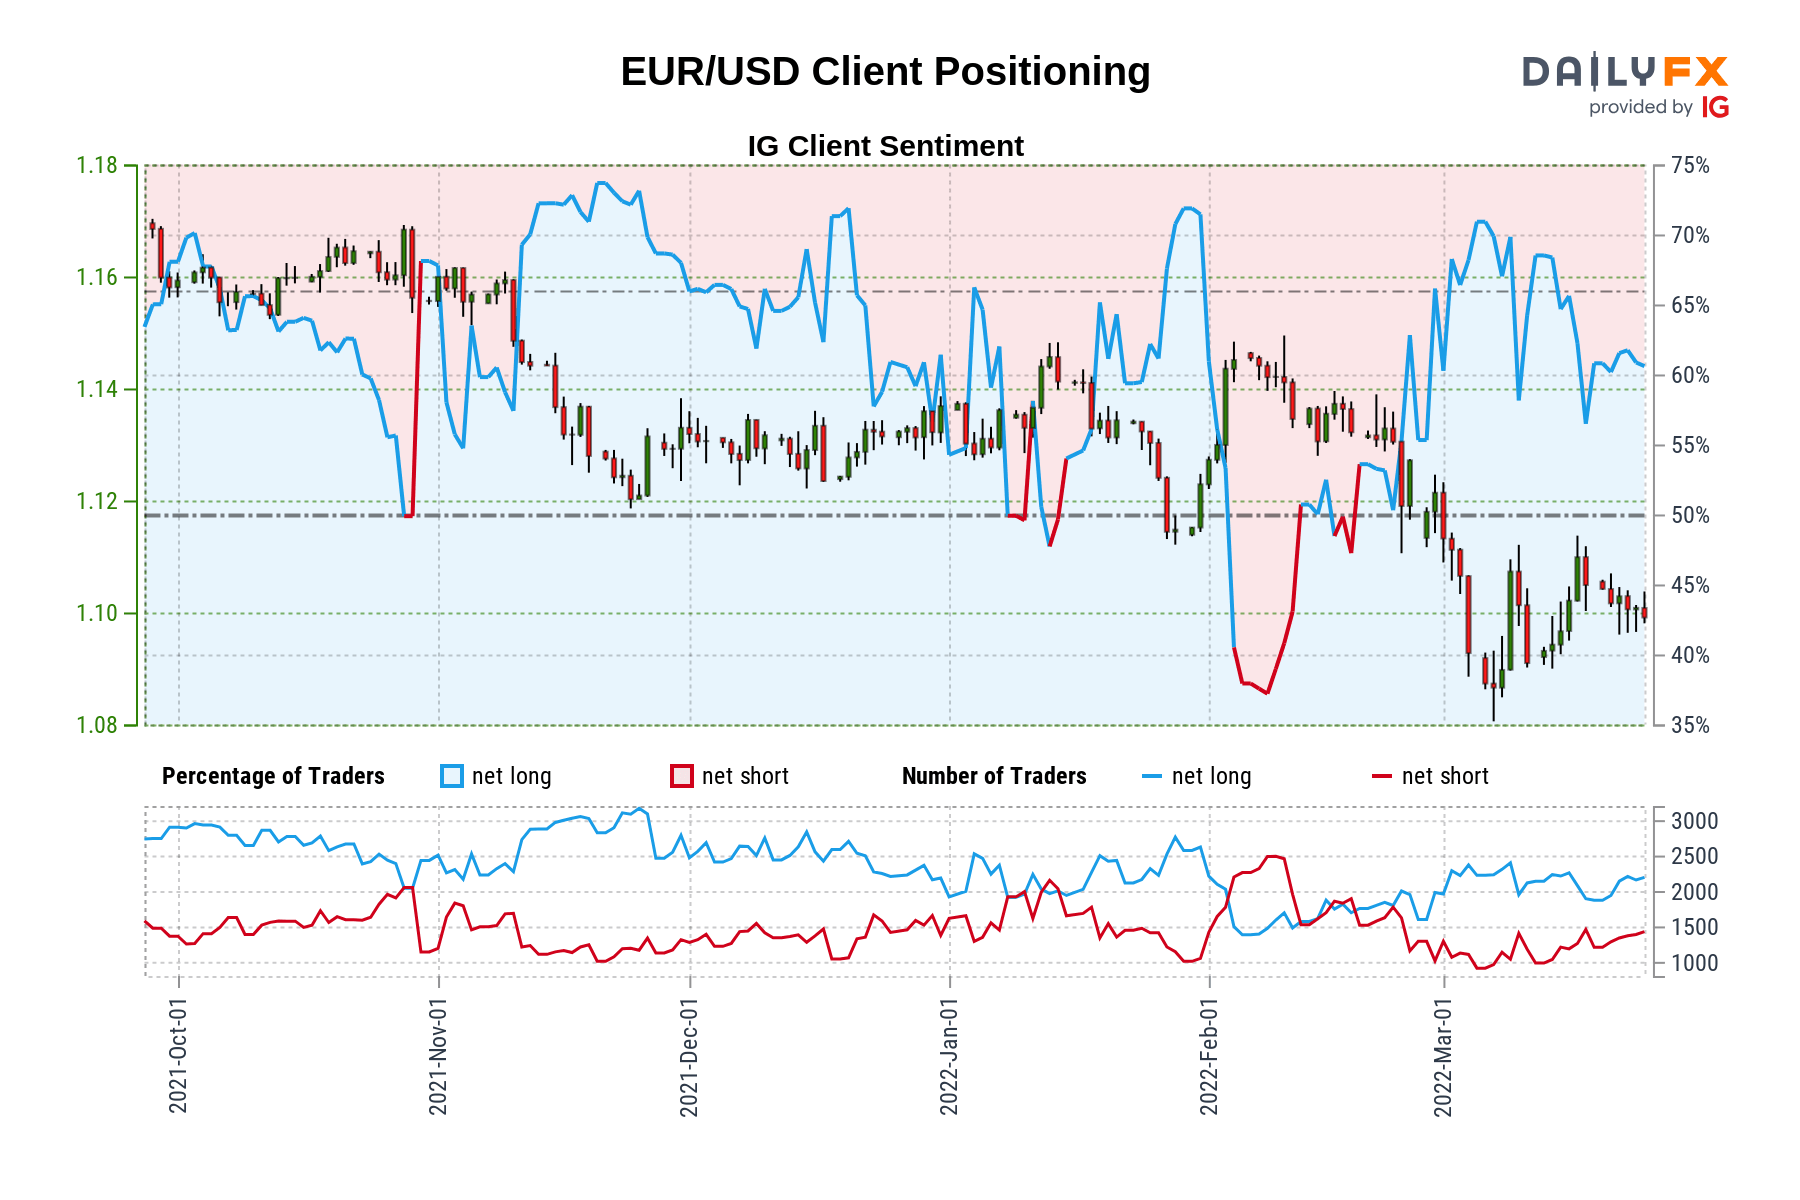 EUR/USD Client Positioning
DAILYFX
provided by IG
IG Client Sentiment
1.18
1.16
1.14
1.12
1.10
1.08
75%
70%
65%
60%
55%
50%
45%
40%
35%
Percentage of Traders net long net short Number of Traders net long net short
3000
2500
2000
1500
1000
2021-Oct-01
2021-Nov-01
2021-Dec-01
2022-Jan-01
2022-Feb-01
2022-Mar-01